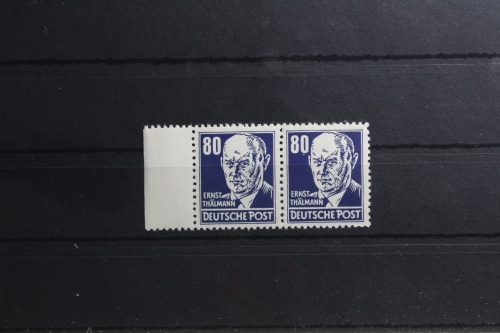 80
ERNST
THÄLMANN
DEUTSCHE POST
80
ERNST
THÄLMANN
DEUTSCHE POST